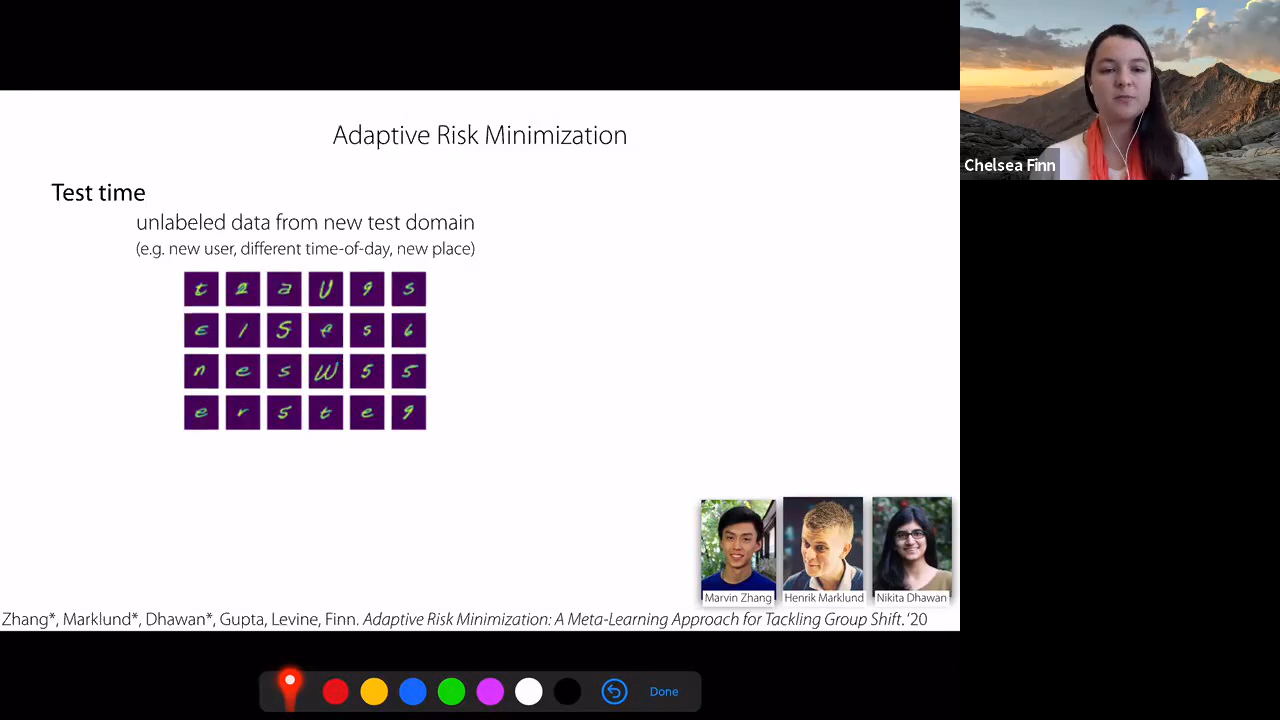 Adaptive Risk Minimization
Test time
unlabeled data from new test domain
(e.g. new user, different time-of-day, new place)
t 2 a U 9 s
E 1 S e s 6
n e s W 5 5
e r 5 t e 9
Marvin Zhang Henrik Marklund Nikita Dhawan
Zhang*, Marklund*, Dhawan*, Gupta, Levine, Finn. Adaptive Risk Minimization: A Meta-Learning Approach for Tackling Group Shift. '20
Chelsea Finn
Done